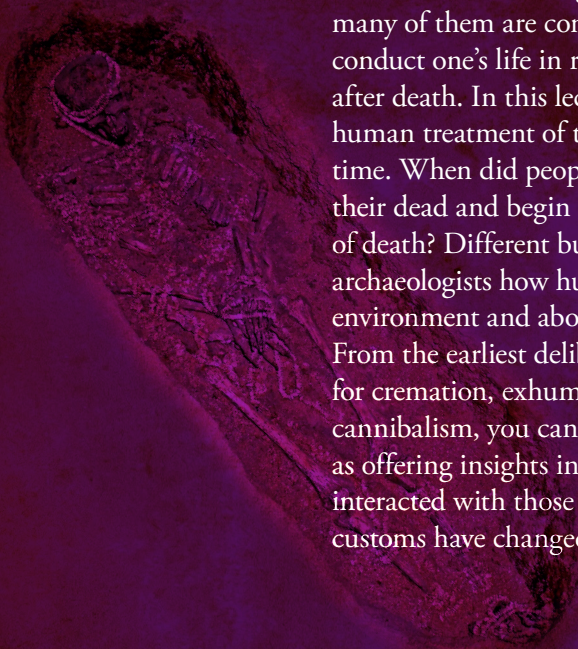 many of them are con
conduct one’s life in r
after death. In this lec
human treatment of t
time. When did peop
their dead and begin
of death? Different bu
archaeologists how hu
environment and abo
From the earliest delil
for cremation, exhum
cannibalism, you can
as offering insights in
interacted with those
customs have changed